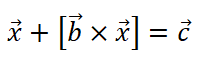 x⃗ + [b⃗ × x⃗] = c⃗